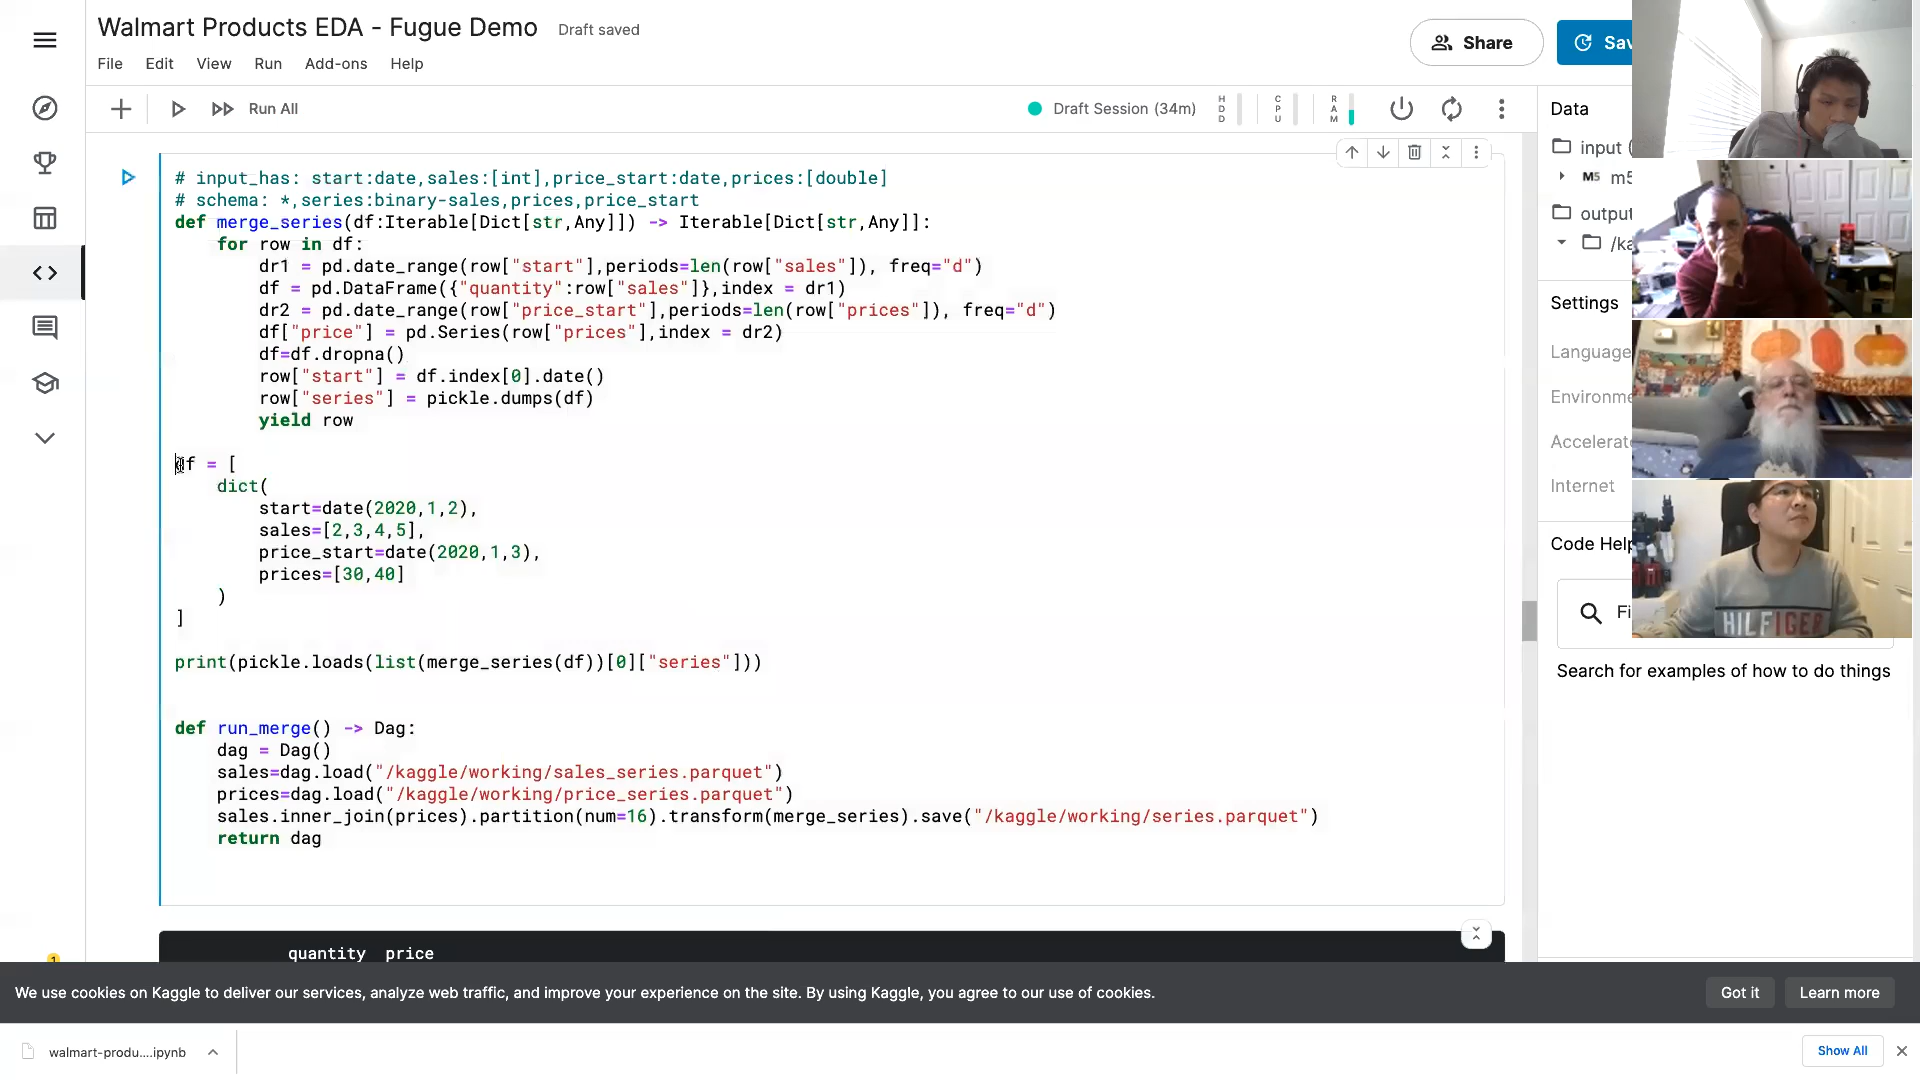 Walmart Products EDA - Fugue Demo
Draft saved
Share
Sav
File Edit View Run Add-ons Help
Run All
Draft Session (34m)
HDD
CPU
RAM
Data
# input_has: start:date,sales:[int],price_start:date,prices:[double]
# schema: *,series:binary-sales,prices,price_start
def merge_series(df:Iterable[Dict[str,Any]]) -> Iterable[Dict[str,Any]]:
    for row in df:
        dr1 = pd.date_range(row["start"],periods=len(row["sales"]), freq="d")
        df = pd.DataFrame({"quantity":row["sales"]},index = dr1)
        dr2 = pd.date_range(row["price_start"],periods=len(row["prices"]), freq="d")
        df["price"] = pd.Series(row["prices"],index = dr2)
        df=df.dropna()
        row["start"] = df.index[0].date()
        row["series"] = pickle.dumps(df)
        yield row
df = [
    dict(
        start=date(2020,1,2),
        sales=[2,3,4,5],
        price_start=date(2020,1,3),
        prices=[30,40]
    )
]
print(pickle.loads(list(merge_series(df))[0]["series"]))
def run_merge() -> Dag:
    dag = Dag()
    sales=dag.load("/kaggle/working/sales_series.parquet")
    prices=dag.load("/kaggle/working/price_series.parquet")
    sales.inner_join(prices).partition(num=16).transform(merge_series).save("/kaggle/working/series.parquet")
    return dag
quantity price
input (
M5 m5
output
/ka
Settings
Language
Environme
Accelerat
Internet
Code Help
Fi
Search for examples of how to do things
HILFIGER
1
We use cookies on Kaggle to deliver our services, analyze web traffic, and improve your experience on the site. By using Kaggle, you agree to our use of cookies.
Got it
Learn more
walmart-produ....ipynb
Show All